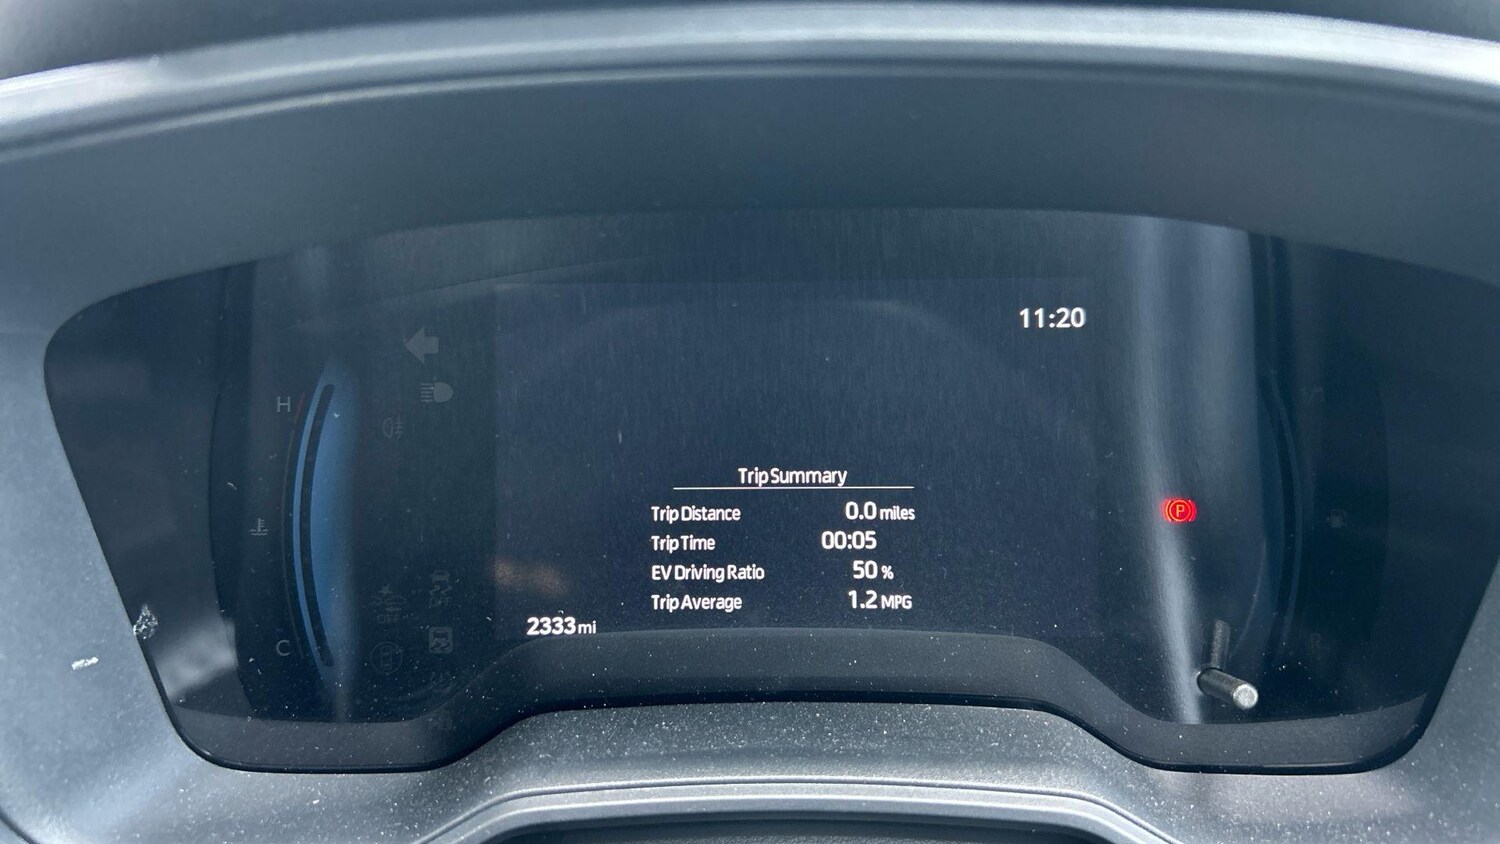 11:20
H
Trip Summary
Trip Distance 0.0 miles
P
Trip Time 00:05
EV Driving Ratio 50 %
Trip Average 1.2 MPG
2333 mi
C